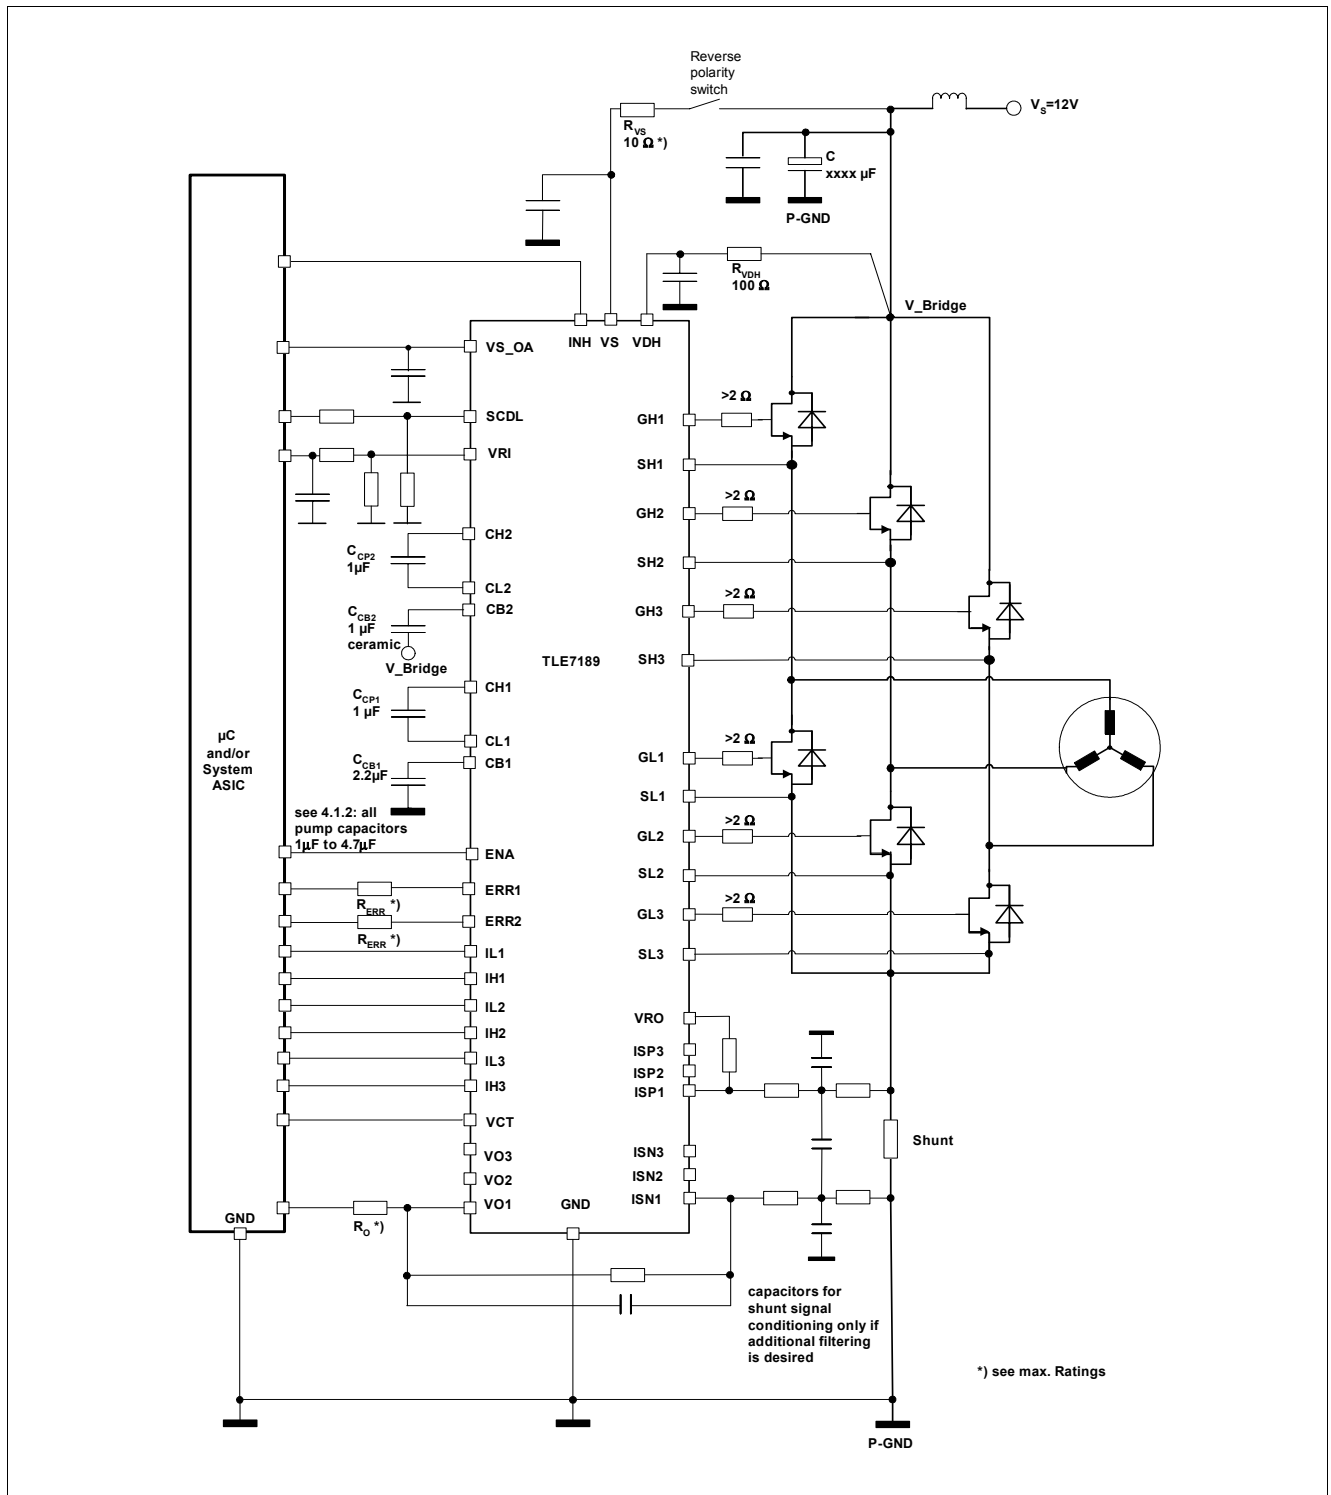 Reverse
polarity
switch
V_S=12V
R_VS
10 Ω *)
C
xxxx µF
P-GND
R_VDH
100 Ω
V_Bridge
INH VS VDH
VS_OA
SCDL
VRI
CH2
C_CP2
1µF
CL2
CB2
C_CB2
1 µF
ceramic
V_Bridge
TLE7189
CH1
C_CP1
1 µF
CL1
CB1
C_CB1
2.2µF
µC
and/or
System
ASIC
see 4.1.2: all
pump capacitors
1µF to 4.7µF
ENA
ERR1
R_ERR *)
ERR2
R_ERR *)
IL1
IH1
IL2
IH2
IL3
IH3
VCT
VO3
VO2
VO1
R_O *)
GND
GND
GH1
>2 Ω
SH1
GH2
>2 Ω
SH2
GH3
>2 Ω
SH3
GL1
>2 Ω
SL1
GL2
>2 Ω
SL2
GL3
>2 Ω
SL3
VRO
ISP3
ISP2
ISP1
ISN3
ISN2
ISN1
Shunt
capacitors for
shunt signal
conditioning only if
additional filtering
is desired
*) see max. Ratings
P-GND